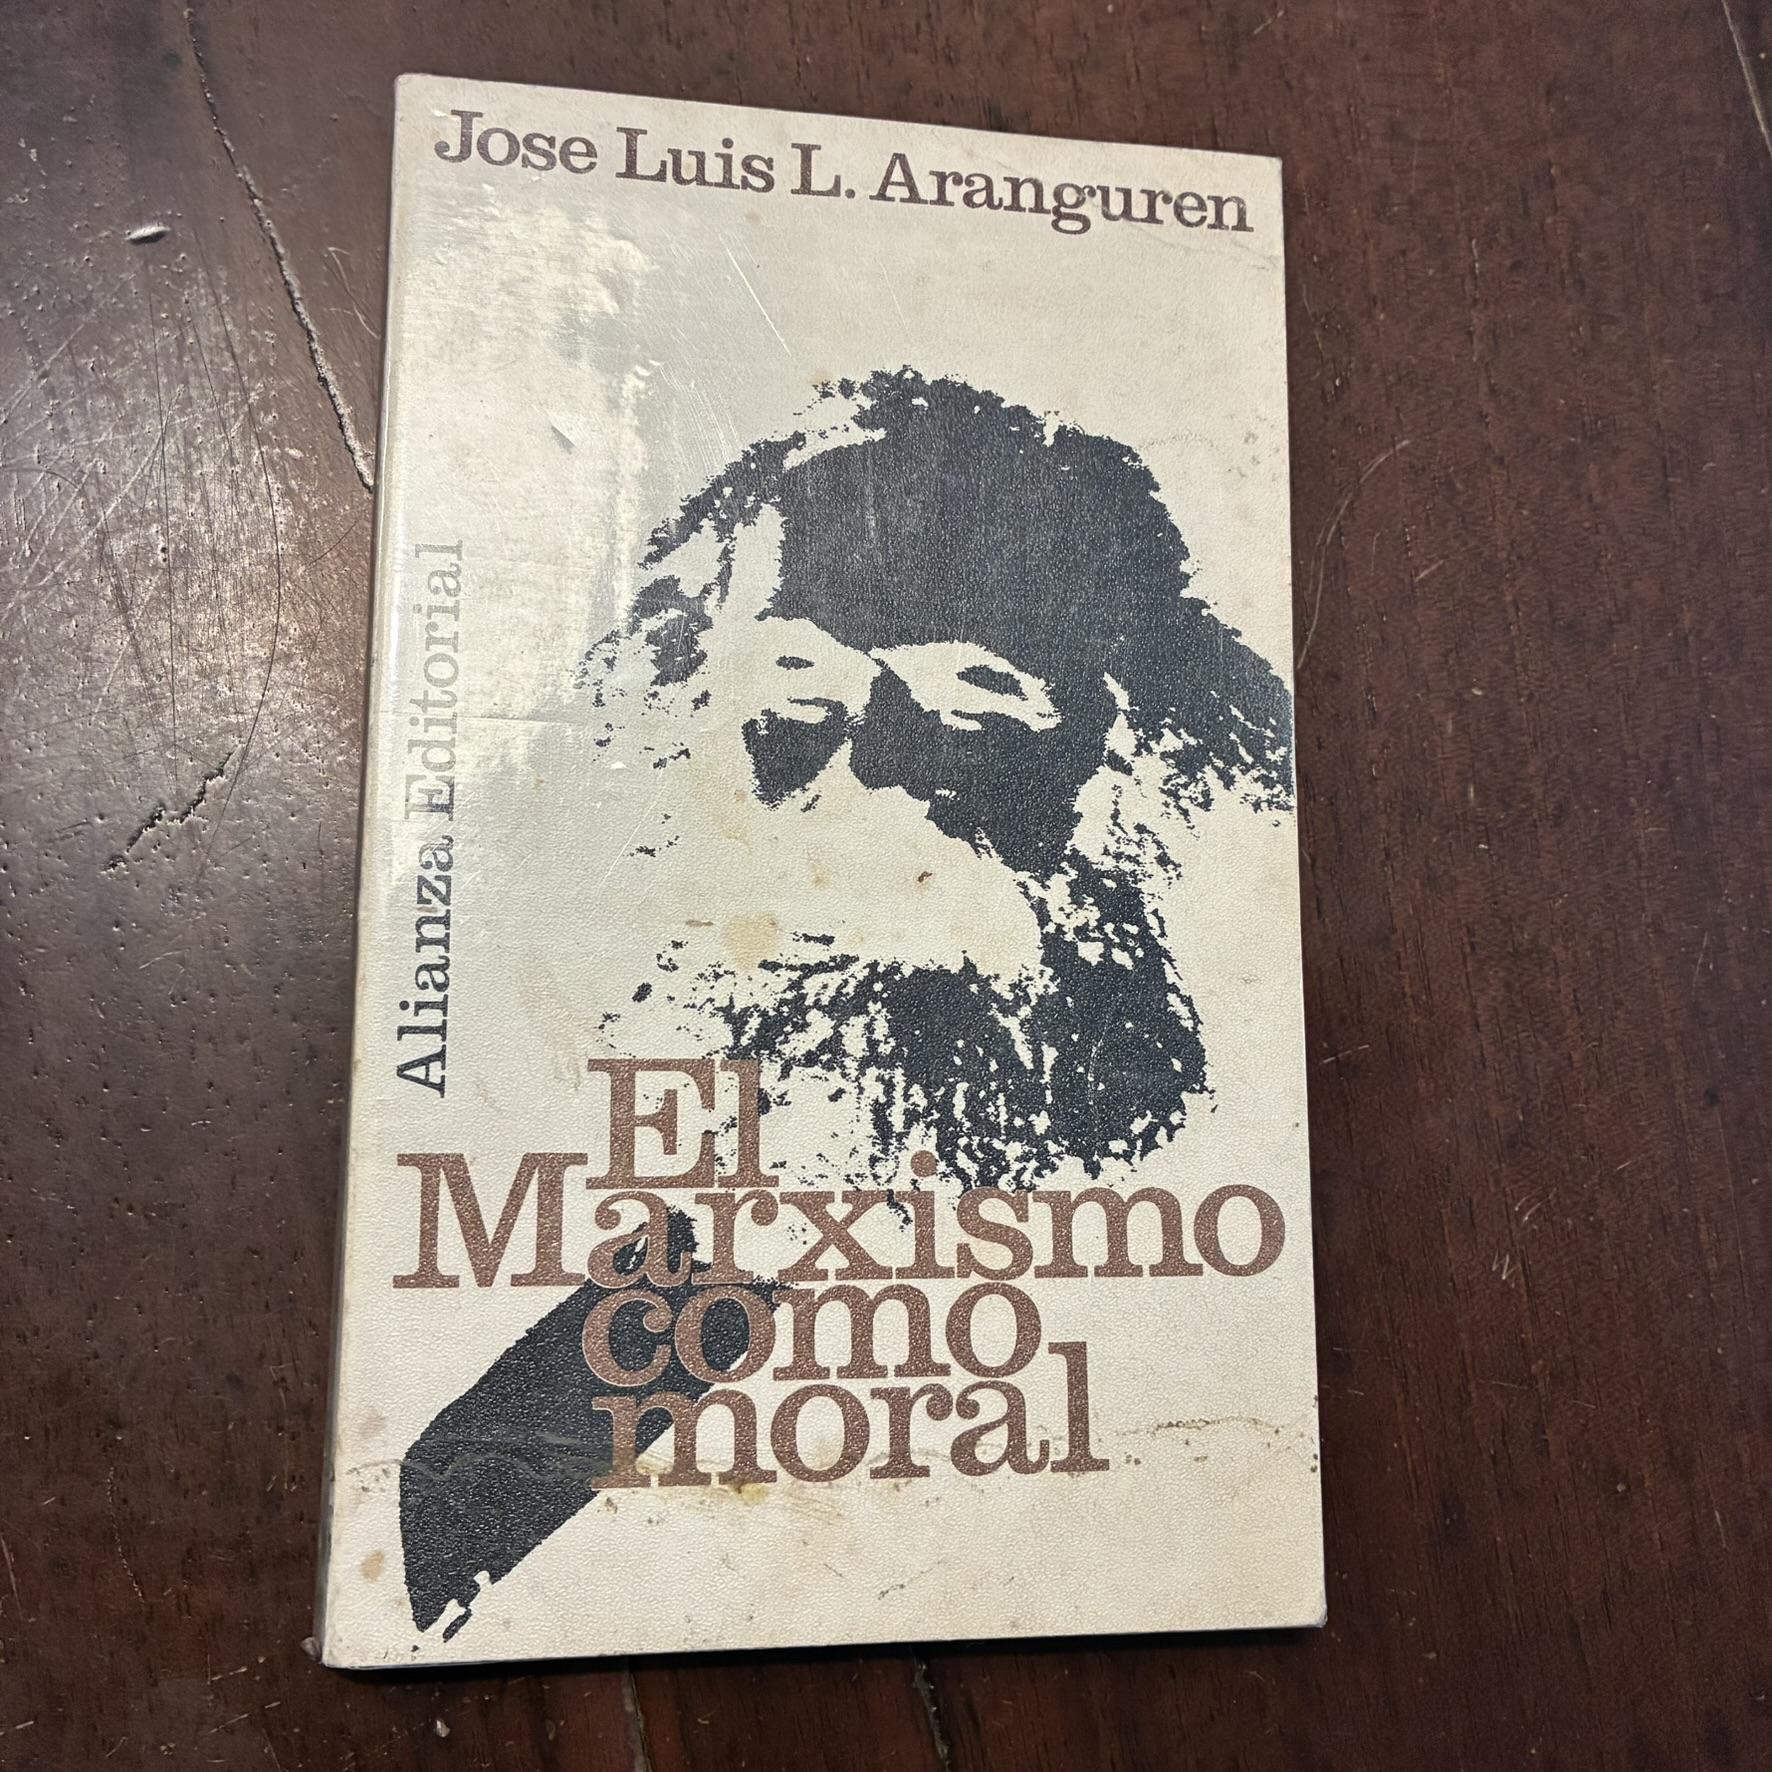 Jose Luis L. Aranguren
Alianza Editorial
El
Marxismo
como
moral